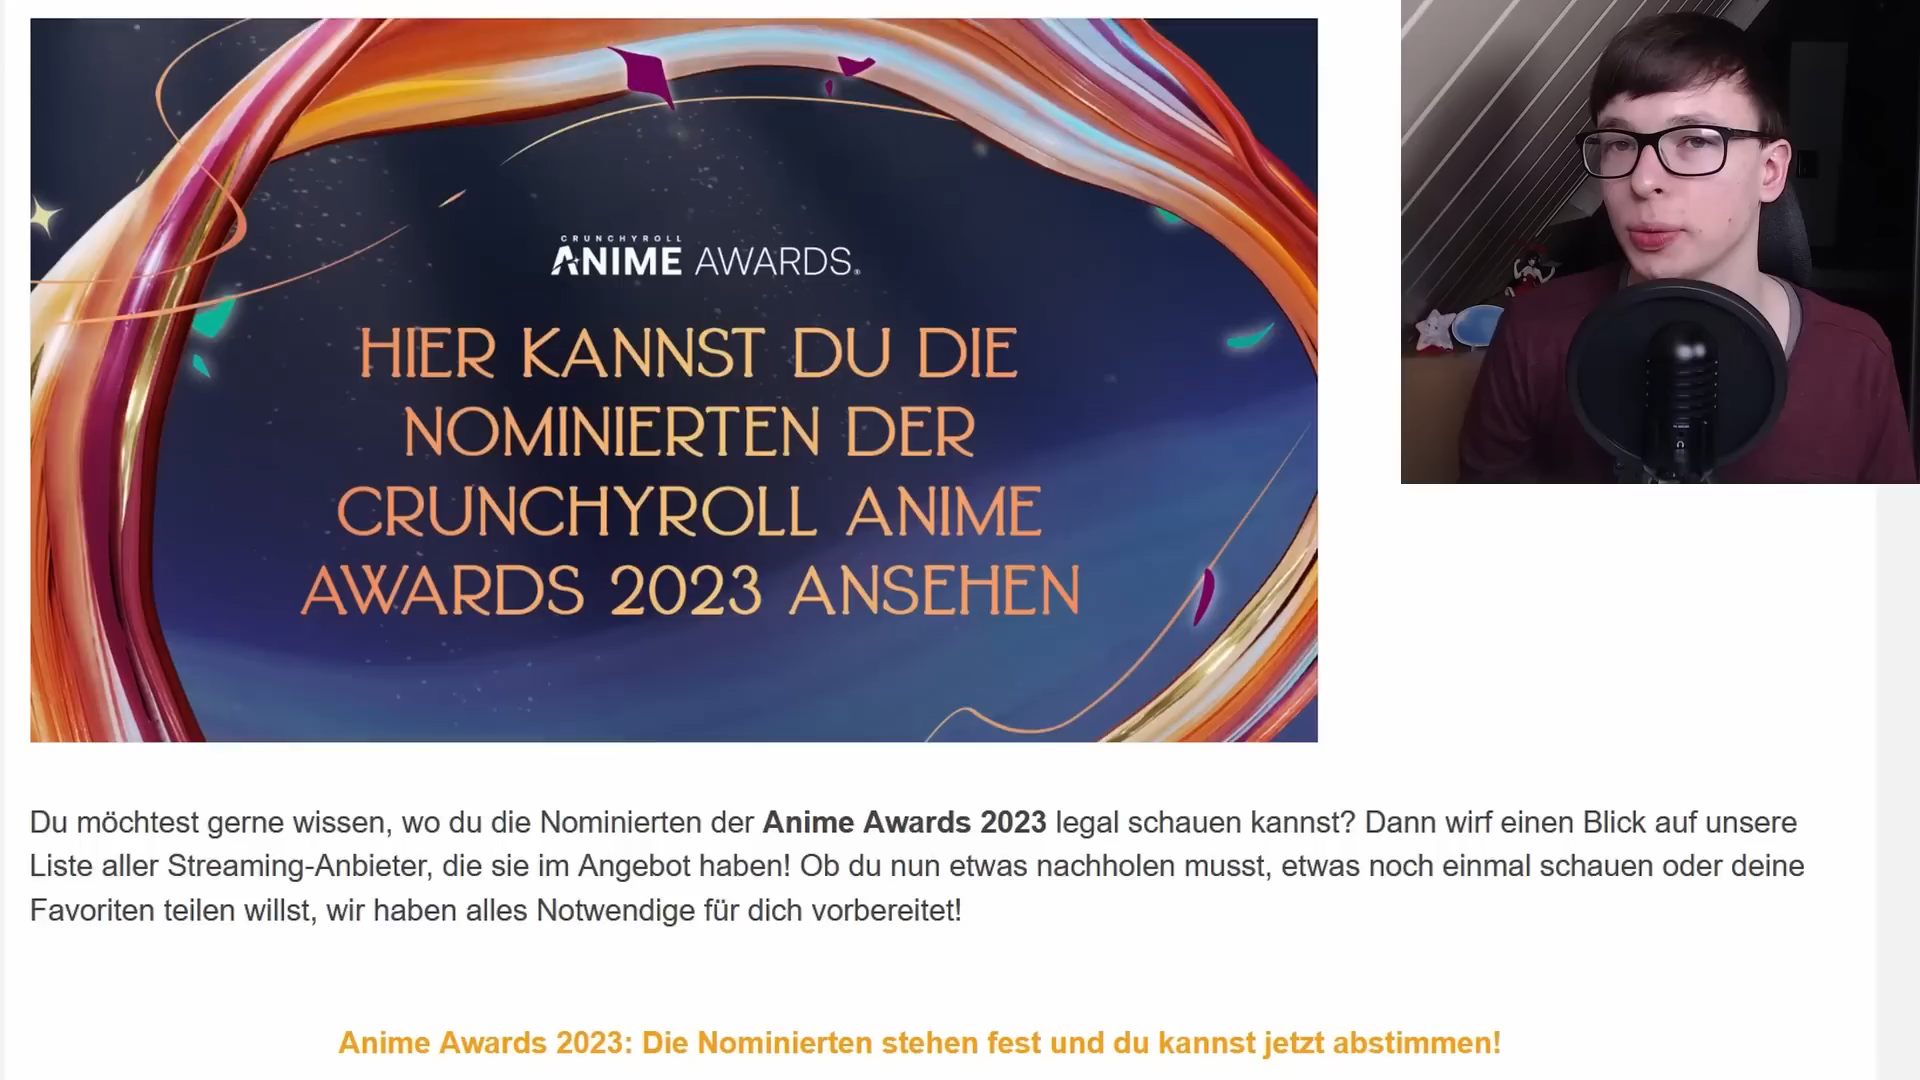 CRUNCHYROLL
ANIME AWARDS®
HIER KANNST DU DIE
NOMINIERTEN DER
CRUNCHYROLL ANIME
AWARDS 2023 ANSEHEN
Du möchtest gerne wissen, wo du die Nominierten der Anime Awards 2023 legal schauen kannst? Dann wirf einen Blick auf unsere
Liste aller Streaming-Anbieter, die sie im Angebot haben! Ob du nun etwas nachholen musst, etwas noch einmal schauen oder deine
Favoriten teilen willst, wir haben alles Notwendige für dich vorbereitet!
Anime Awards 2023: Die Nominierten stehen fest und du kannst jetzt abstimmen!